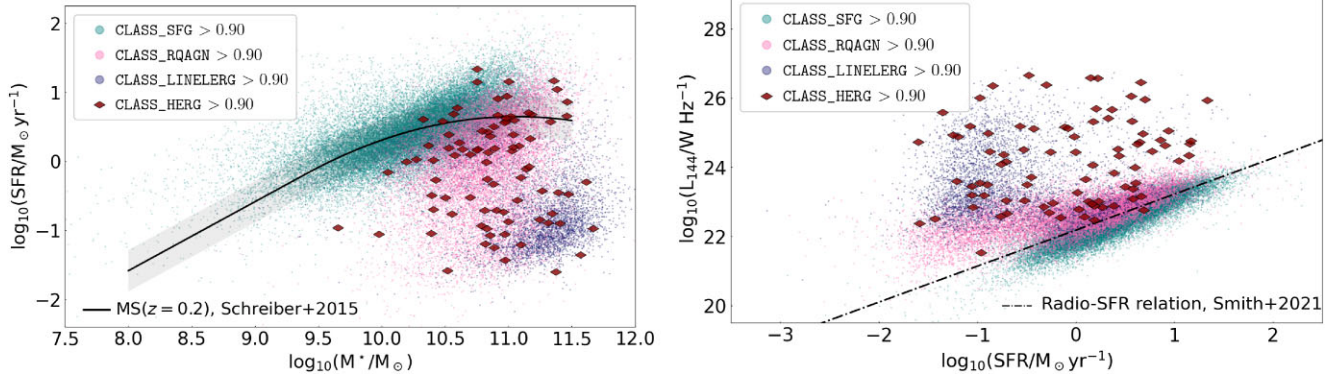 CLASS_SFG > 0.90
CLASS_RQAGN > 0.90
CLASS_LINELERG > 0.90
CLASS_HERG > 0.90
2
1
0
−1
−2
log₁₀(SFR/M⊙ yr⁻¹)
MS(z = 0.2), Schreiber+2015
7.5 8.0 8.5 9.0 9.5 10.0 10.5 11.0 11.5 12.0
log₁₀(M*/M⊙)
CLASS_SFG > 0.90
CLASS_RQAGN > 0.90
CLASS_LINELERG > 0.90
CLASS_HERG > 0.90
28
26
24
22
20
log₁₀(L₁₄₄/W Hz⁻¹)
Radio-SFR relation, Smith+2021
−3 −2 −1 0 1 2
log₁₀(SFR/M⊙yr⁻¹)